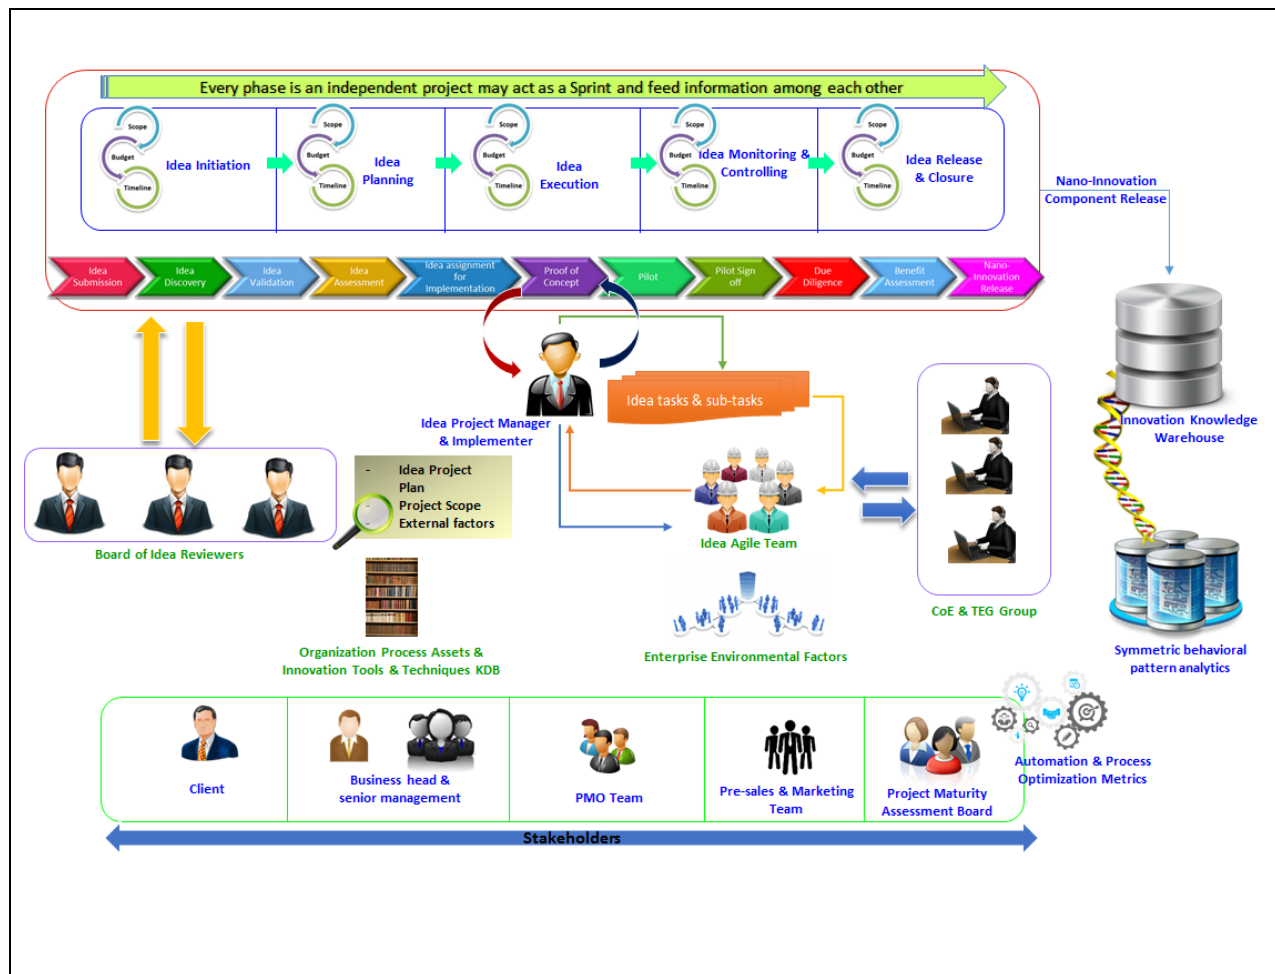 Every phase is an independent project may act as a Sprint and feed information among each other
Scope
Budget
Timeline
Idea Initiation
Scope
Budget
Timeline
Idea
Planning
Scope
Budget
Timeline
Idea
Execution
Scope
Budget
Timeline
Idea Monitoring &
Controlling
Scope
Budget
Timeline
Idea Release
& Closure
Nano-Innovation
Component Release
Idea
Submission
Idea
Discovery
Idea
Validation
Idea
Assessment
Idea assignment
for
Implementation
Proof of
Concept
Pilot
Pilot Sign
off
Due
Diligence
Benefit
Assessment
Nano-
Innovation
Release
Idea tasks & sub-tasks
Idea Project Manager
& Implementer
Innovation Knowledge
Warehouse
- Idea Project
Plan
- Project Scope
- External factors
Board of Idea Reviewers
Idea Agile Team
CoE & TEG Group
Organization Process Assets &
Innovation Tools & Techniques KDB
Enterprise Environmental Factors
Symmetric behavioral
pattern analytics
Client
Business head &
senior management
PMO Team
Pre-sales & Marketing
Team
Project Maturity
Assessment Board
Automation & Process
Optimization Metrics
Stakeholders